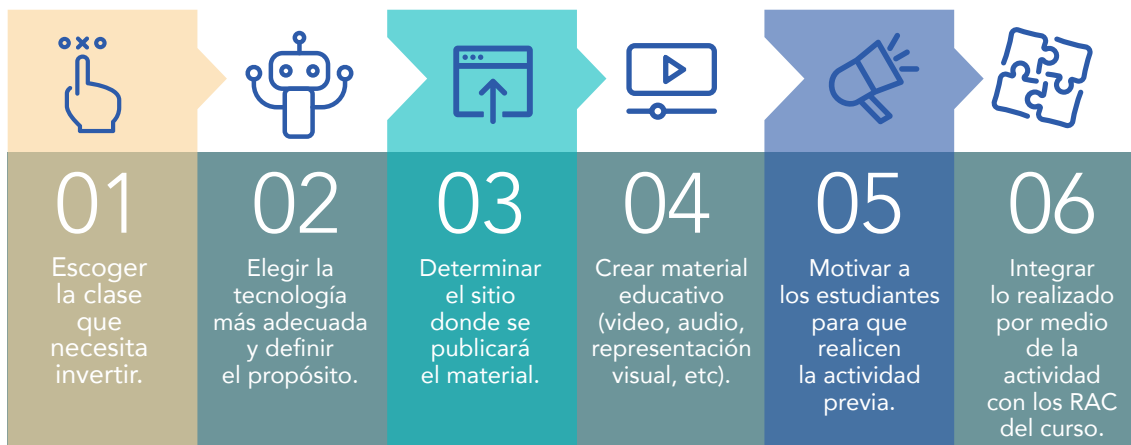 01
Escoger
la clase
que
necesita
invertir.
02
Elegir la
tecnología
más adecuada
y definir
el propósito.
03
Determinar
el sitio
donde se
publicará
el material.
04
Crear material
educativo
(video, audio,
representación
visual, etc).
05
Motivar a
los estudiantes
para que
realicen
la actividad
previa.
06
Integrar
lo realizado
por medio
de la
actividad
con los RAC
del curso.